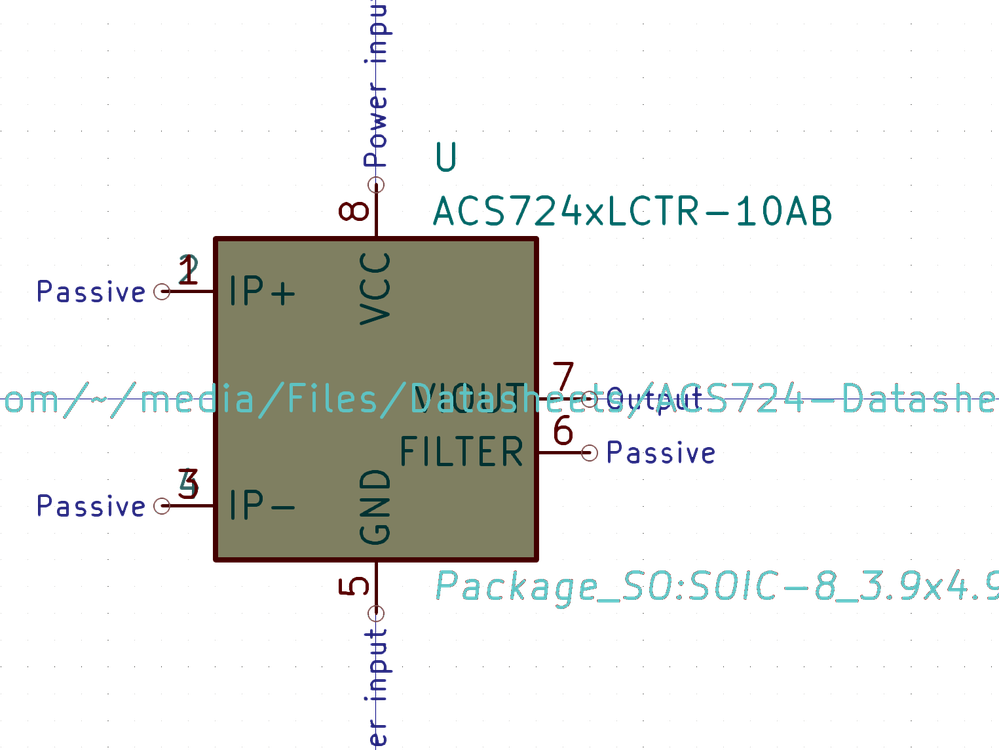 Power inpu
U
8
ACS724xLCTR-10AB
VCC
1
2
Passive
IP+
7
om/~/media/Files/Datasheets/ACS724-Datashe
VIOUT
Output
6
FILTER
Passive
3
4
Passive
IP-
GND
5
Package_SO:SOIC-8_3.9x4.9
er input